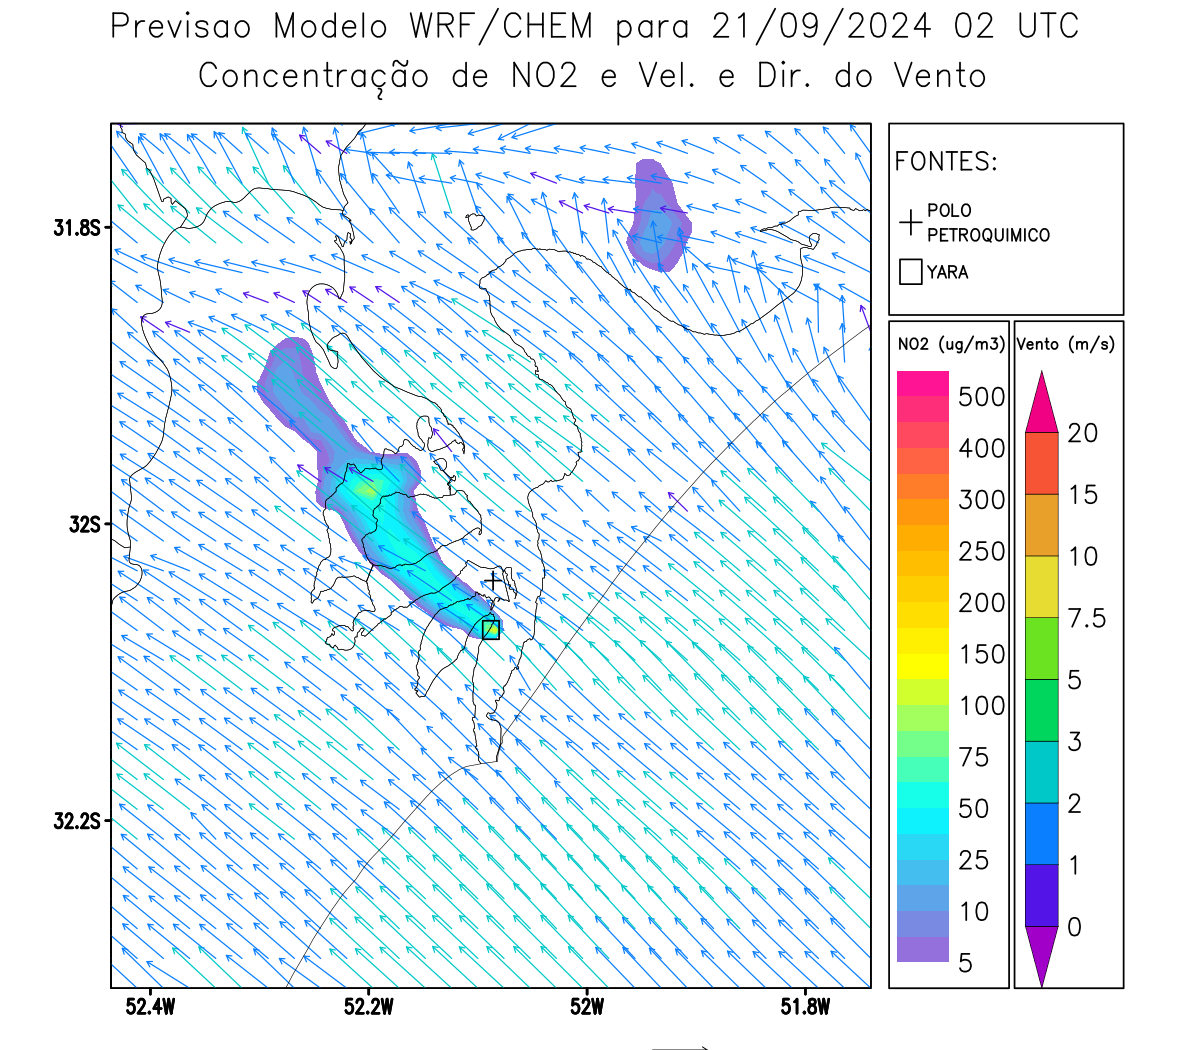 Previsao Modelo WRF/CHEM para 21/09/2024 02 UTC
Concentração de NO2 e Vel. e Dir. do Vento
FONTES:
POLO
PETROQUIMICO
YARA
31.8S
32S
32.2S
52.4W
52.2W
52W
51.8W
NO2 (ug/m3)
500
400
300
250
200
150
100
75
50
25
10
5
Vento (m/s)
20
15
10
7.5
5
3
2
1
0